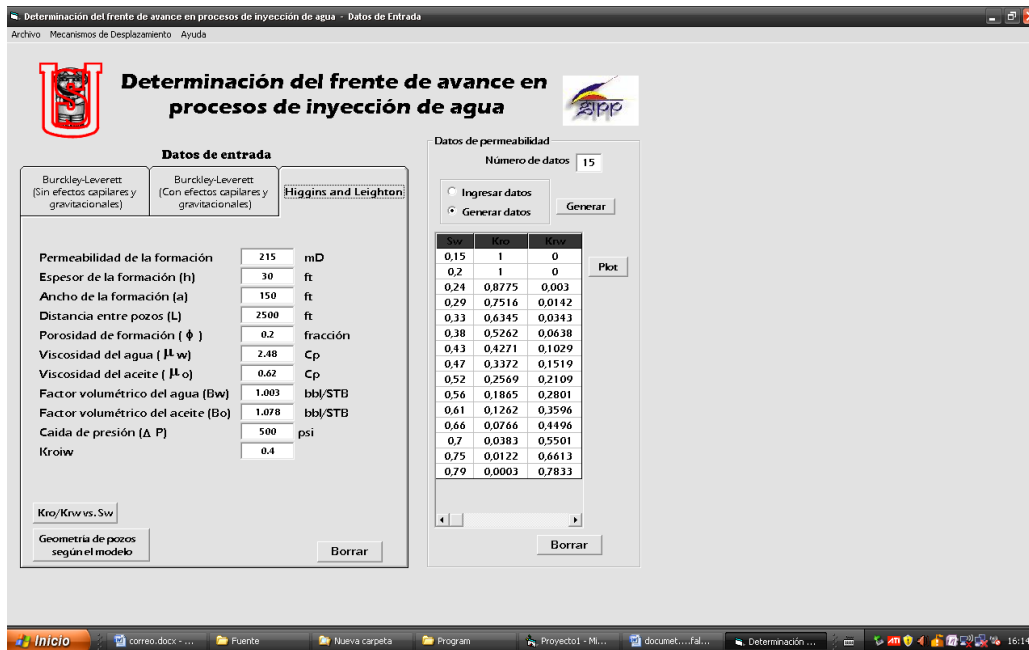 Determinación del frente de avance en procesos de inyección de agua - Datos de Entrada
Archivo Mecanismos de Desplazamiento Ayuda
Determinación del frente de avance en
procesos de inyección de agua
gipp
Datos de entrada
Burckley-Leverett
(Sin efectos capilares y
gravitacionales)
Burckley-Leverett
(Con efectos capilares y
gravitacionales)
Higgins and Leighton
Permeabilidad de la formación 215 mD
Espesor de la formación (h) 30 ft
Ancho de la formación (a) 150 ft
Distancia entre pozos (L) 2500 ft
Porosidad de formación ( ϕ ) 0.2 fracción
Viscosidad del agua ( μ w) 2.48 Cp
Viscosidad del aceite ( μ o) 0.62 Cp
Factor volumétrico del agua (Bw) 1.003 bbl/STB
Factor volumétrico del aceite (Bo) 1.078 bbl/STB
Caida de presión (Δ P) 500 psi
Kroiw 0.4
Kro/Krw vs. Sw
Geometría de pozos
según el modelo
Borrar
Datos de permeabilidad
Número de datos 15
Ingresar datos
Generar datos
Generar
Sw Kro Krw
0,15 1 0
0,2 1 0
0,24 0,8775 0,003
0,29 0,7516 0,0142
0,33 0,6345 0,0343
0,38 0,5262 0,0638
0,43 0,4271 0,1029
0,47 0,3372 0,1519
0,52 0,2569 0,2109
0,56 0,1865 0,2801
0,61 0,1262 0,3596
0,66 0,0766 0,4496
0,7 0,0383 0,5501
0,75 0,0122 0,6613
0,79 0,0003 0,7833
Plot
Borrar
Inicio correo.docx - ... Fuente Nueva carpeta Program Proyecto1 - Mi... documet....fal... Determinación ... ATI 16:14